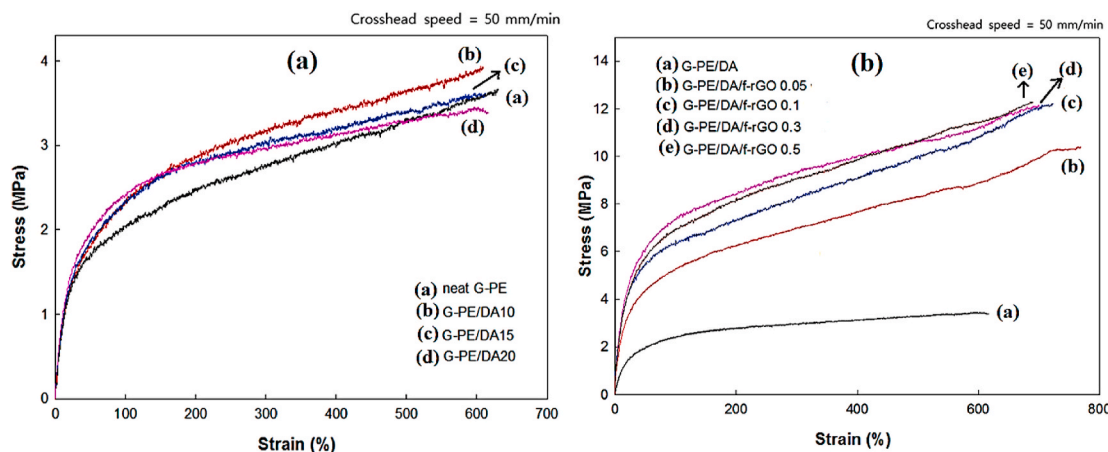 Crosshead speed = 50 mm/min
(a)
(b)
(c)
(a)
(d)
(a) neat G-PE
(b) G-PE/DA10
(c) G-PE/DA15
(d) G-PE/DA20
Stress (MPa)
4
3
2
1
0
0 100 200 300 400 500 600 700
Strain (%)
Crosshead speed = 50 mm/min
(b)
(a) G-PE/DA
(b) G-PE/DA/f-rGO 0.05
(c) G-PE/DA/f-rGO 0.1
(d) G-PE/DA/f-rGO 0.3
(e) G-PE/DA/f-rGO 0.5
(e)
(d)
(c)
(b)
(a)
Stress (MPa)
14
12
10
8
6
4
2
0
0 200 400 600 800
Strain (%)